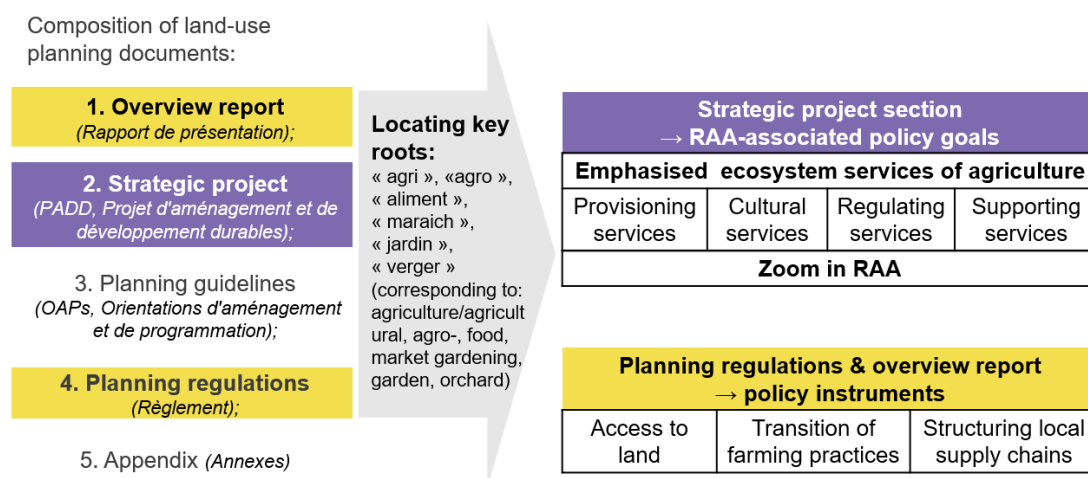 Composition of land-use
planning documents:
1. Overview report
(Rapport de présentation);
2. Strategic project
(PADD, Projet d'aménagement et de
développement durables);
3. Planning guidelines
(OAPs, Orientations d'aménagement
et de programmation);
4. Planning regulations
(Règlement);
5. Appendix (Annexes)
Locating key
roots:
« agri », «agro »,
« aliment »,
« maraich »,
« jardin »,
« verger »
(corresponding to:
agriculture/agricult
ural, agro-, food,
market gardening,
garden, orchard)
Strategic project section
→ RAA-associated policy goals
Emphasised ecosystem services of agriculture
Provisioning
services
Cultural
services
Regulating
services
Supporting
services
Zoom in RAA
Planning regulations & overview report
→ policy instruments
Access to
land
Transition of
farming practices
Structuring local
supply chains